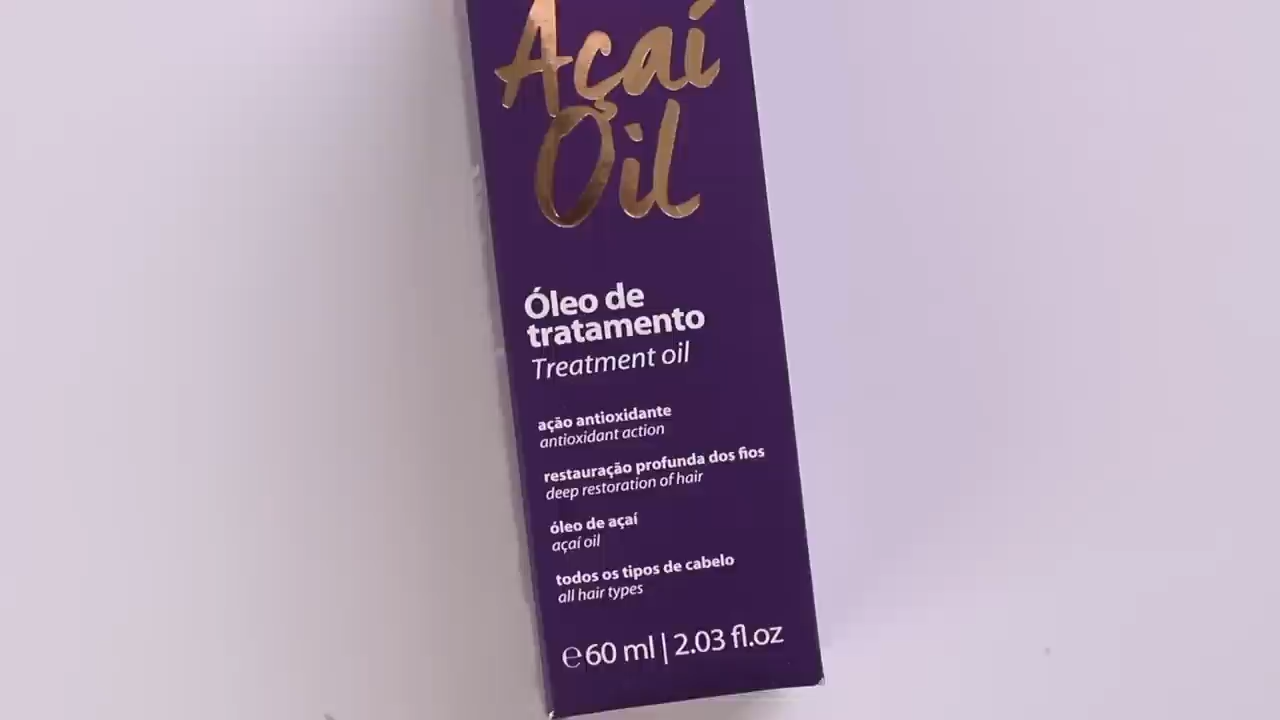 Açaí
Oil
Óleo de
tratamento
Treatment oil
ação antioxidante
antioxidant action
restauração profunda dos fios
deep restoration of hair
óleo de açaí
açaí oil
todos os tipos de cabelo
all hair types
℮60 ml | 2.03 fl.oz